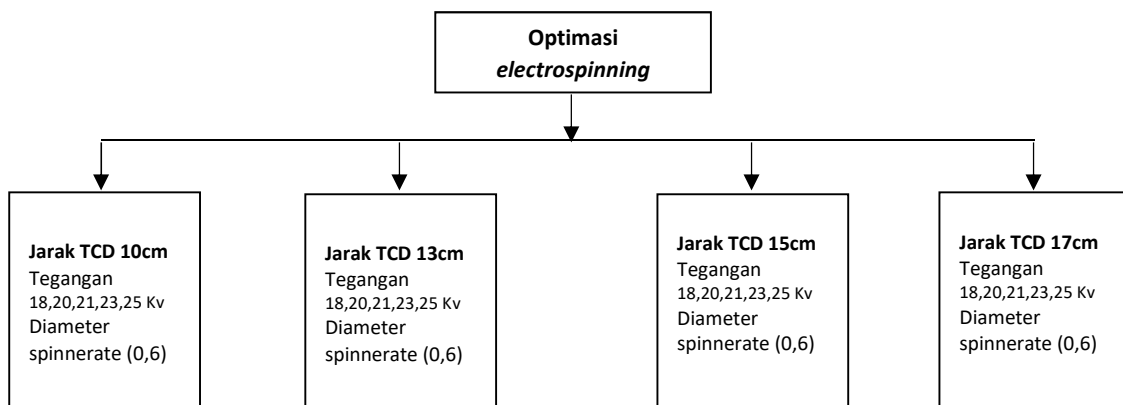 Optimasi
electrospinning
Jarak TCD 10cm
Tegangan
18,20,21,23,25 Kv
Diameter
spinnerate (0,6)
Jarak TCD 13cm
Tegangan
18,20,21,23,25 Kv
Diameter
spinnerate (0,6)
Jarak TCD 15cm
Tegangan
18,20,21,23,25 Kv
Diameter
spinnerate (0,6)
Jarak TCD 17cm
Tegangan
18,20,21,23,25 Kv
Diameter
spinnerate (0,6)